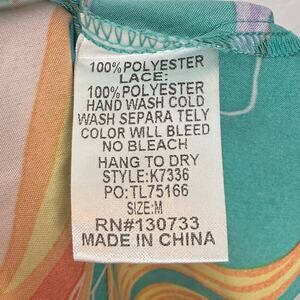 100% POLYESTER
LACE:
100% POLYESTER
HAND WASH COLD
WASH SEPARA TELY
COLOR WILL BLEED
NO BLEACH
HANG TO DRY
STYLE:K7336
PO:TL75166
SIZE:M
RN#130733
MADE IN CHINA